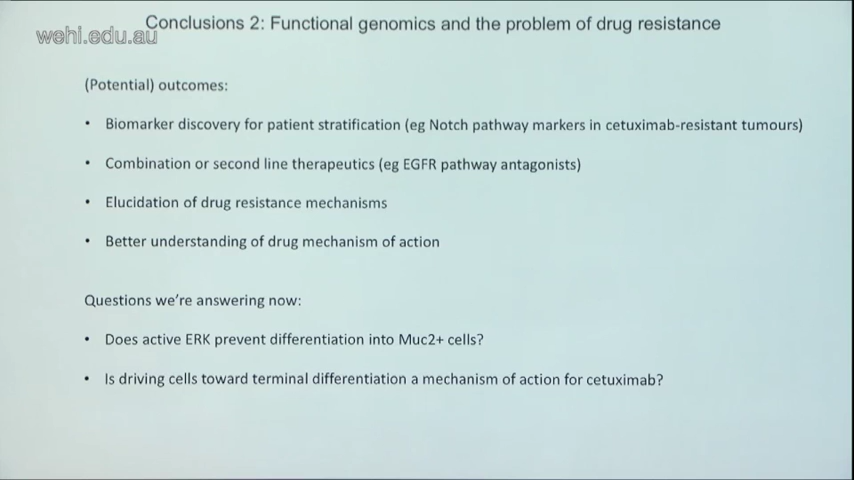 Conclusions 2: Functional genomics and the problem of drug resistance
wehi.edu.au
(Potential) outcomes:
• Biomarker discovery for patient stratification (eg Notch pathway markers in cetuximab-resistant tumours)
• Combination or second line therapeutics (eg EGFR pathway antagonists)
• Elucidation of drug resistance mechanisms
• Better understanding of drug mechanism of action
Questions we're answering now:
• Does active ERK prevent differentiation into Muc2+ cells?
• Is driving cells toward terminal differentiation a mechanism of action for cetuximab?